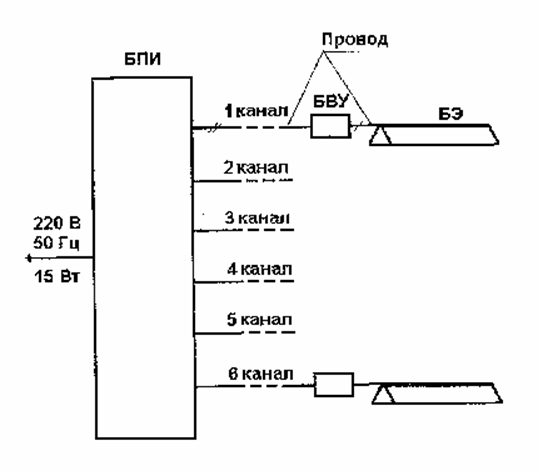 Провод
БПИ
БВУ
БЭ
1 канал
2 канал
3 канал
220 В
50 Гц
15 Вт
4 канал
5 канал
6 канал